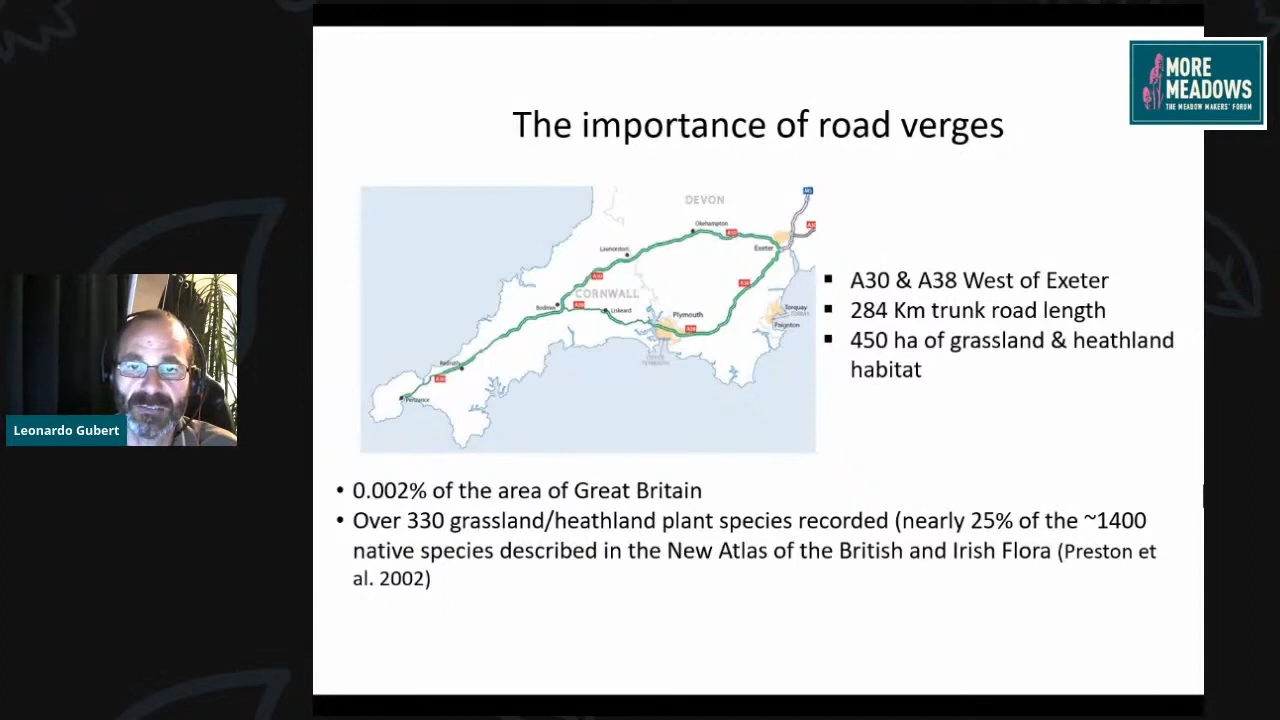 MORE
MEADOWS
THE MEADOW MAKERS' FORUM
The importance of road verges
DEVON
Okehampton
Launceston
Exeter
CORNWALL
Bodmin
Liskeard
Plymouth
Torquay
Paignton
Redruth
Penzance
▪ A30 & A38 West of Exeter
▪ 284 Km trunk road length
▪ 450 ha of grassland & heathland
habitat
Leonardo Gubert
• 0.002% of the area of Great Britain
• Over 330 grassland/heathland plant species recorded (nearly 25% of the ~1400
native species described in the New Atlas of the British and Irish Flora (Preston et
al. 2002)